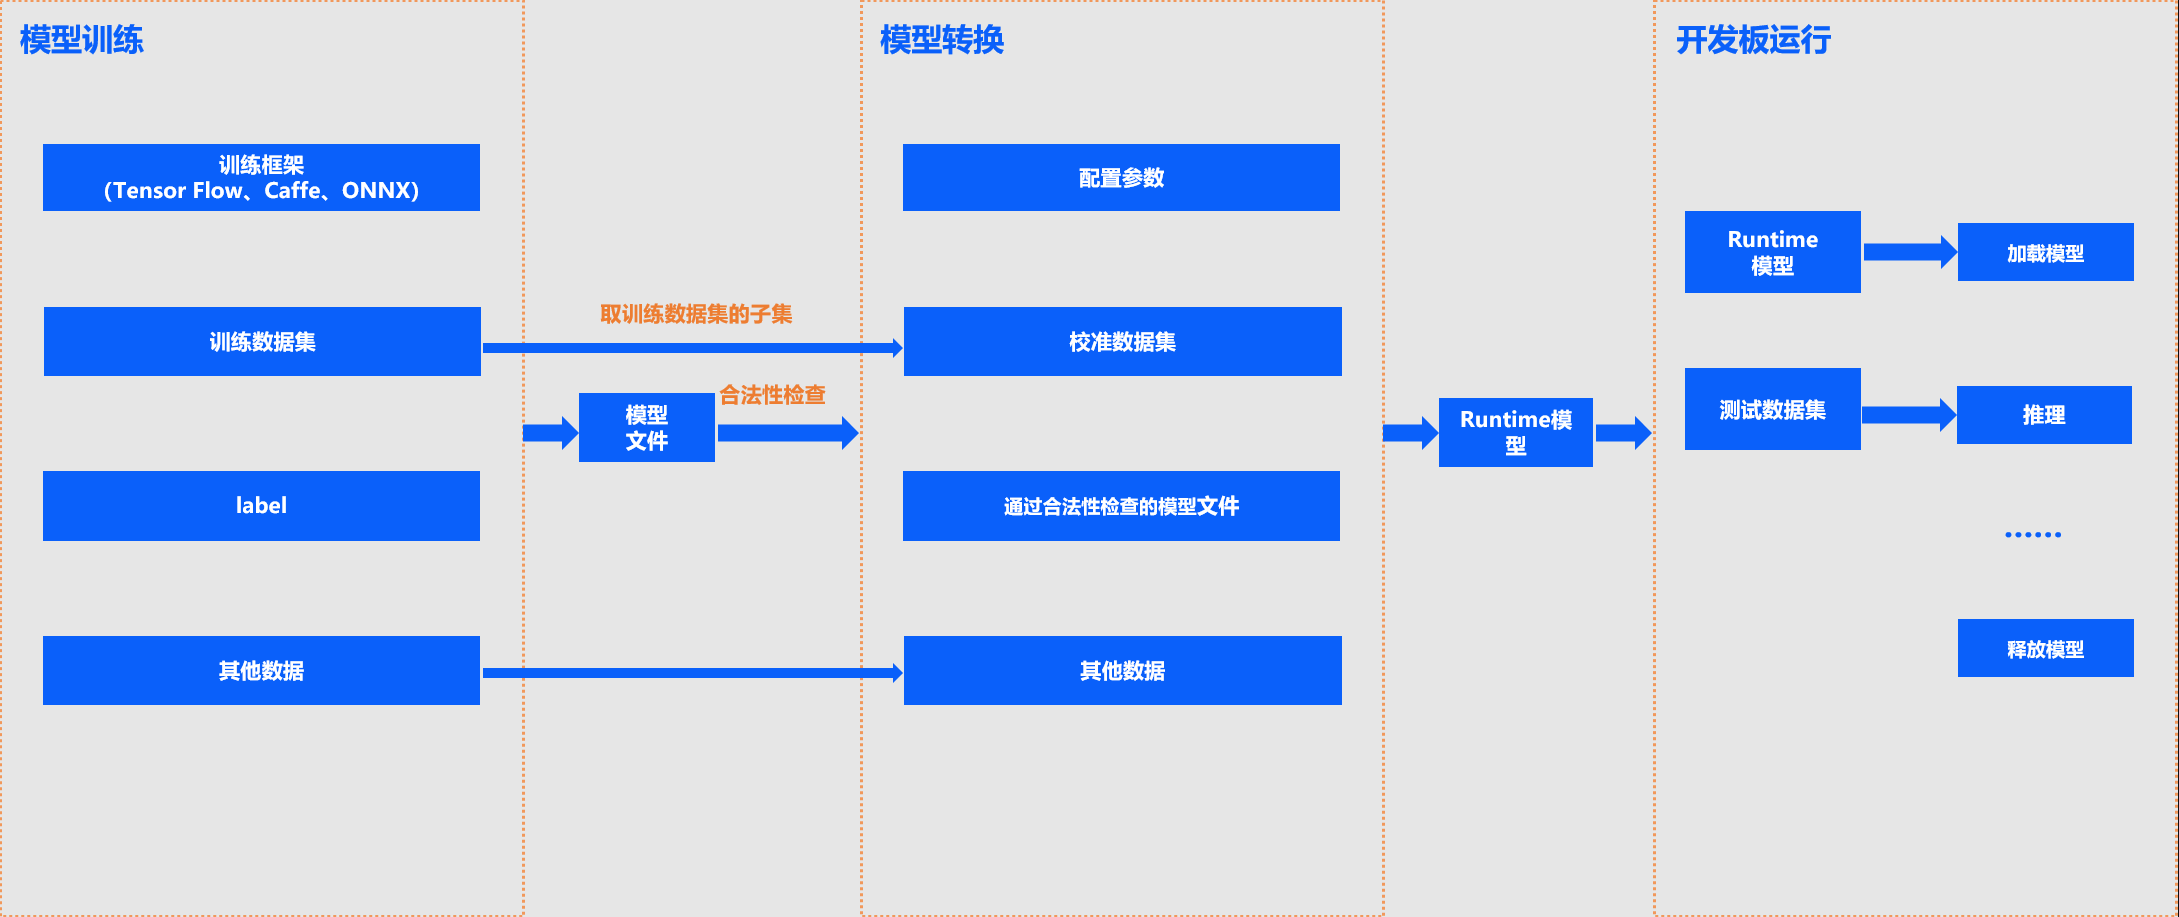 模型训练
训练框架
（Tensor Flow、Caffe、ONNX）
训练数据集
label
其他数据
取训练数据集的子集
模型
文件
合法性检查
模型转换
配置参数
校准数据集
通过合法性检查的模型文件
其他数据
Runtime模
型
开发板运行
Runtime
模型
加载模型
测试数据集
推理
......
释放模型